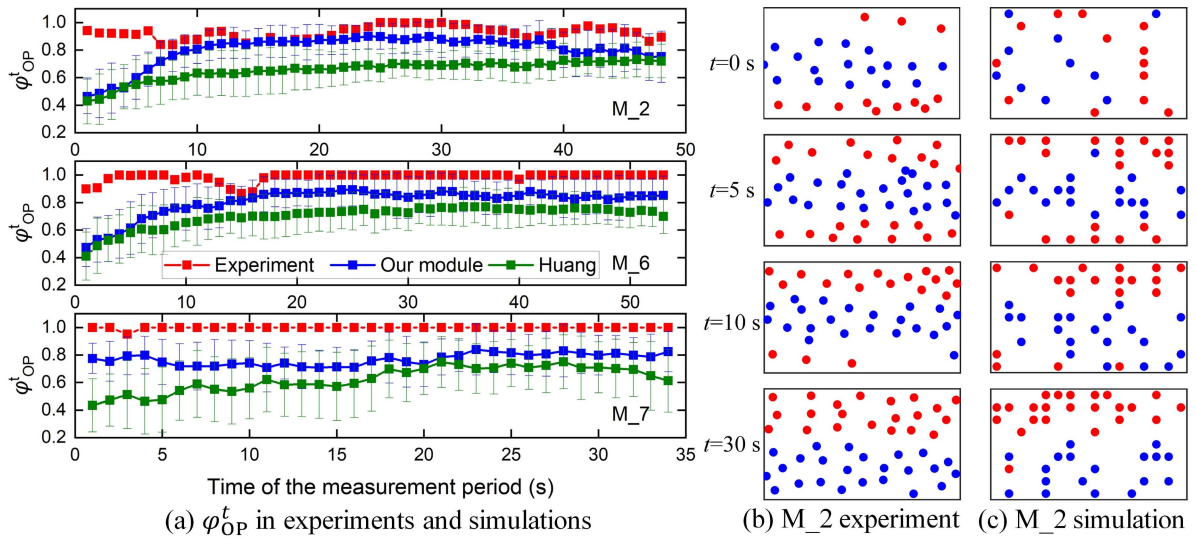 φ^t_OP
1.0
0.8
0.6
0.4
0.2
M_2
0 10 20 30 40 50
φ^t_OP
1.0
0.8
0.6
0.4
0.2
Experiment Our module Huang
M_6
0 10 20 30 40 50
φ^t_OP
1.0
0.8
0.6
0.4
0.2
M_7
0 5 10 15 20 25 30 35
Time of the measurement period (s)
(a) φ^t_OP in experiments and simulations
t=0 s
t=5 s
t=10 s
t=30 s
(b) M_2 experiment
(c) M_2 simulation